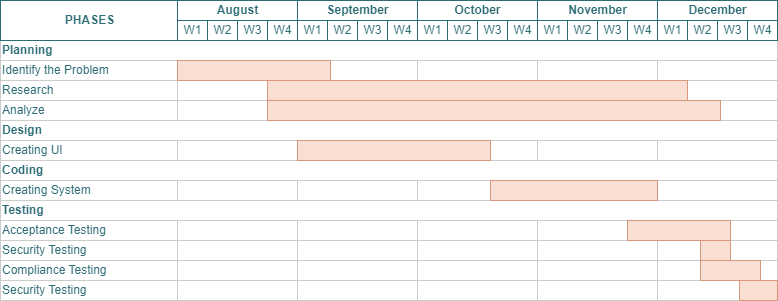 PHASES August September October November December
W1 W2 W3 W4 W1 W2 W3 W4 W1 W2 W3 W4 W1 W2 W3 W4 W1 W2 W3 W4
Planning
Identify the Problem
Research
Analyze
Design
Creating UI
Coding
Creating System
Testing
Acceptance Testing
Security Testing
Compliance Testing
Security Testing